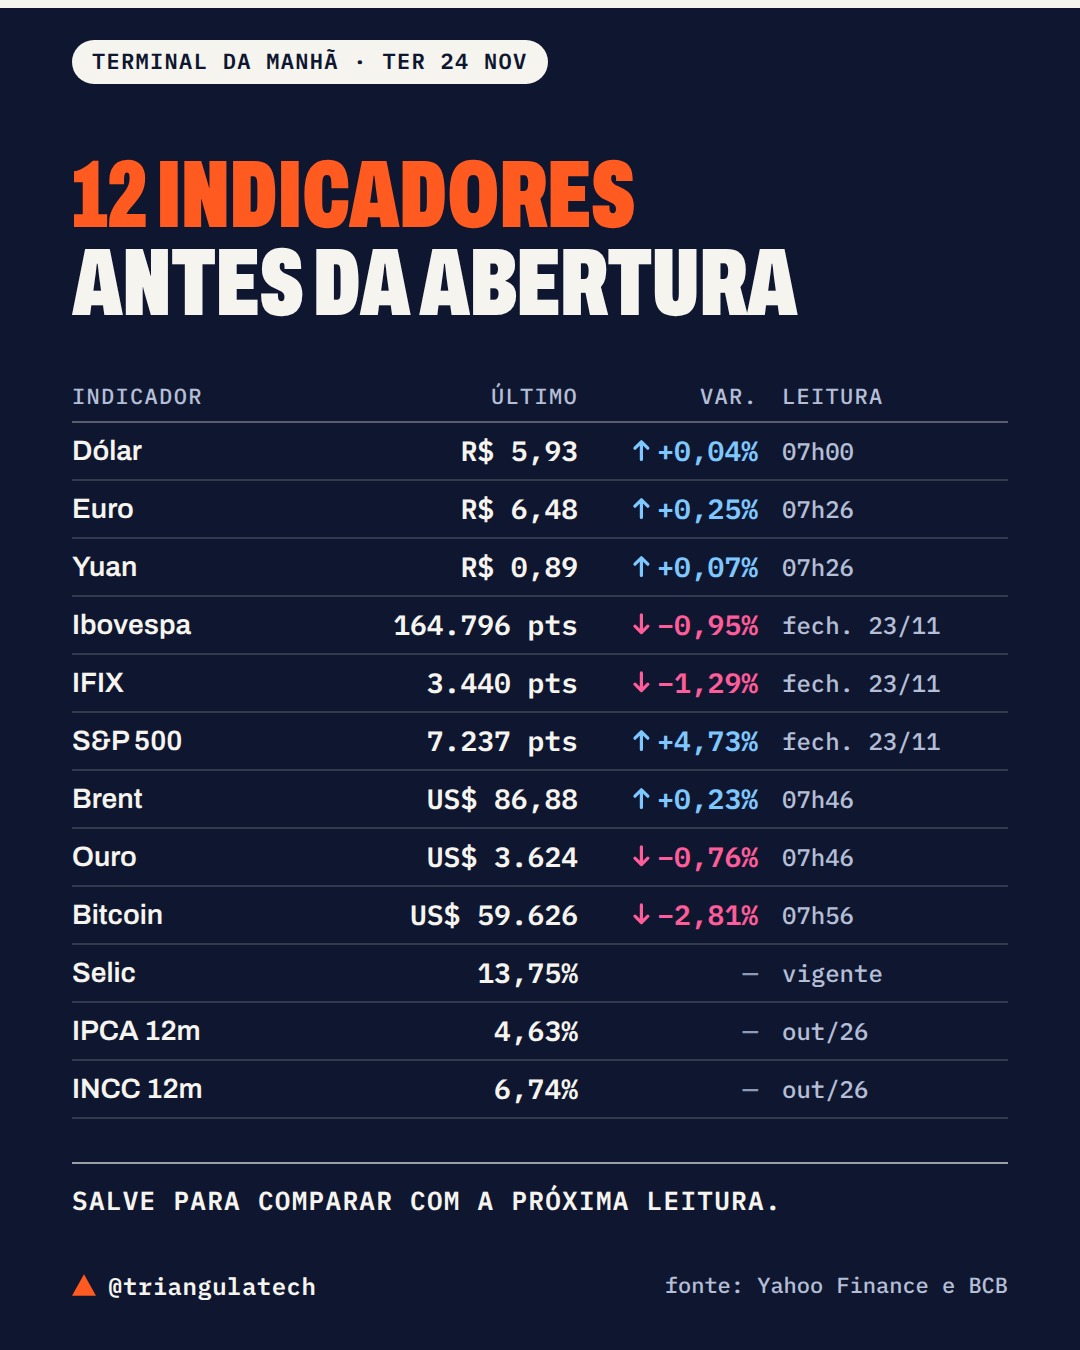 TERMINAL DA MANHÃ · TER 24 NOV
12 INDICADORES
ANTES DA ABERTURA
INDICADOR ÚLTIMO VAR. LEITURA
Dólar R$ 5,93 ↑ +0,04% 07h00
Euro R$ 6,48 ↑ +0,25% 07h26
Yuan R$ 0,89 ↑ +0,07% 07h26
Ibovespa 164.796 pts ↓ −0,95% fech. 23/11
IFIX 3.440 pts ↓ −1,29% fech. 23/11
S&P 500 7.237 pts ↑ +4,73% fech. 23/11
Brent US$ 86,88 ↑ +0,23% 07h46
Ouro US$ 3.624 ↓ −0,76% 07h46
Bitcoin US$ 59.626 ↓ −2,81% 07h56
Selic 13,75% — vigente
IPCA 12m 4,63% — out/26
INCC 12m 6,74% — out/26
SALVE PARA COMPARAR COM A PRÓXIMA LEITURA.
@triangulatech fonte: Yahoo Finance e BCB